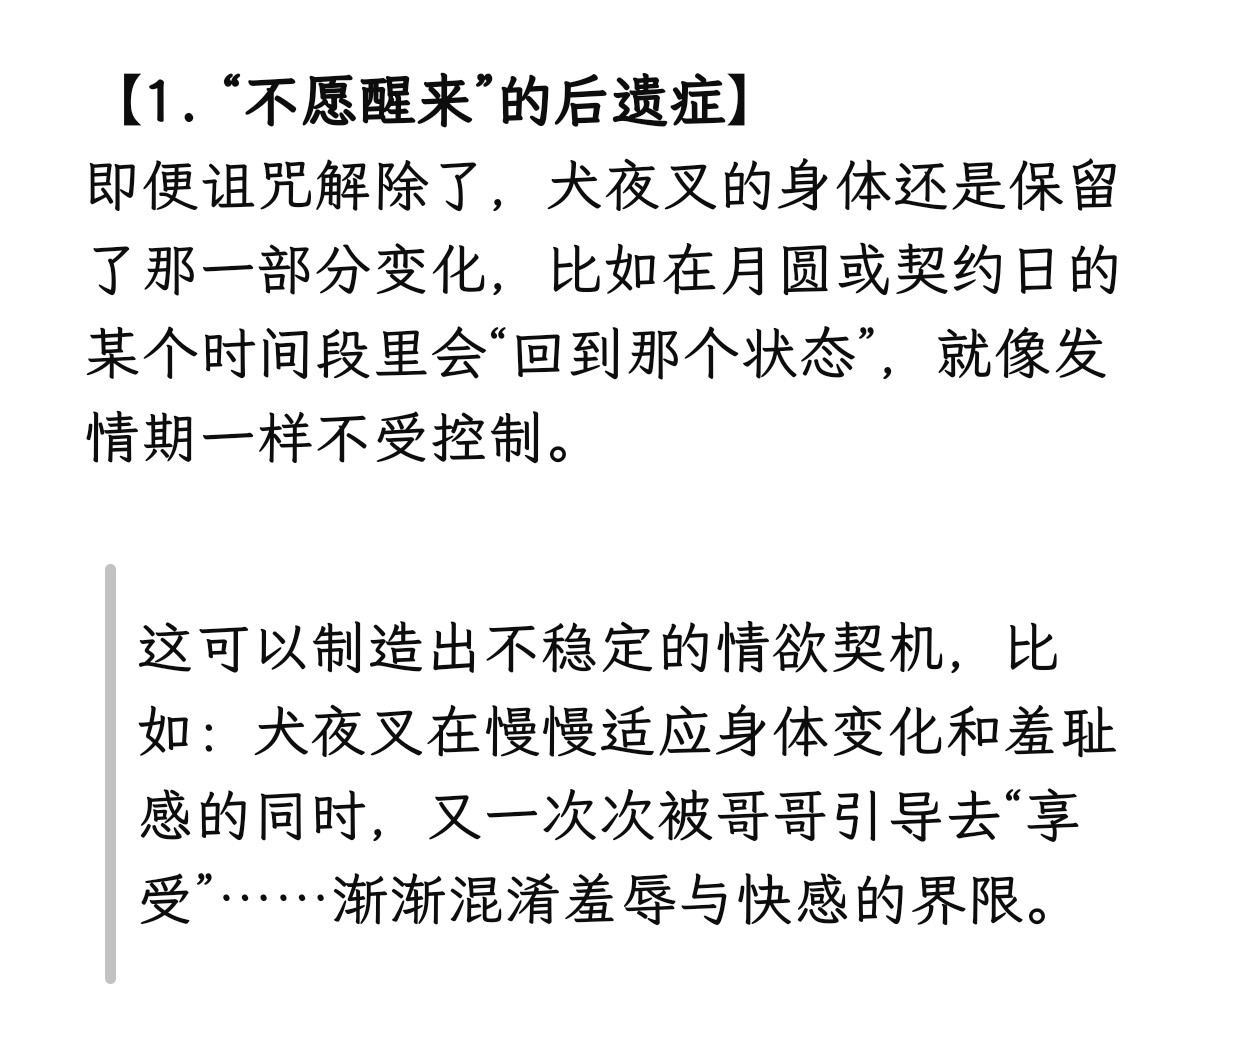 【1. “不愿醒来”的后遗症】
即便诅咒解除了，犬夜叉的身体还是保留
了那一部分变化，比如在月圆或契约日的
某个时间段里会“回到那个状态”，就像发
情期一样不受控制。
这可以制造出不稳定的情欲契机，比
如：犬夜叉在慢慢适应身体变化和羞耻
感的同时，又一次次被哥哥引导去“享
受”……渐渐混淆羞辱与快感的界限。